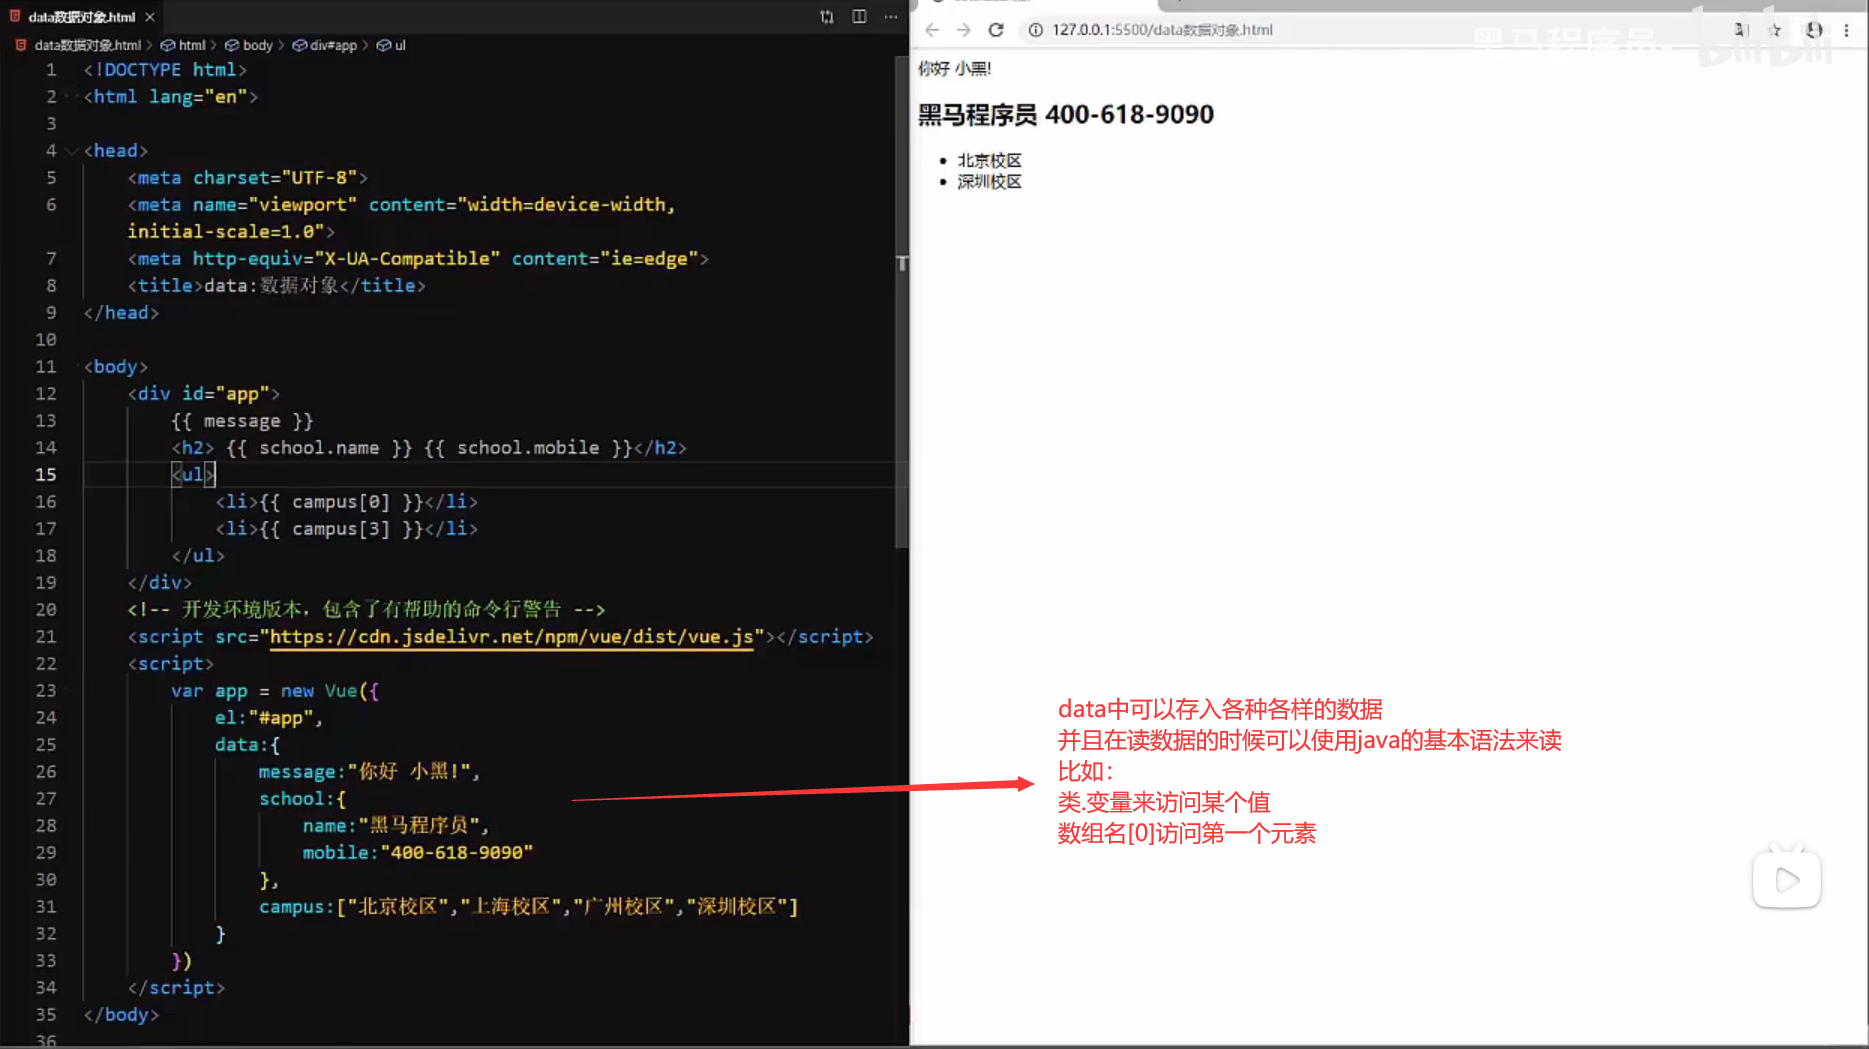 data数据对象.html
data数据对象.html > html > body > div#app > ul
1 <!DOCTYPE html>
2 <html lang="en">
3
4 <head>
5 <meta charset="UTF-8">
6 <meta name="viewport" content="width=device-width,
initial-scale=1.0">
7 <meta http-equiv="X-UA-Compatible" content="ie=edge">
8 <title>data:数据对象</title>
9 </head>
10
11 <body>
12 <div id="app">
13 {{ message }}
14 <h2> {{ school.name }} {{ school.mobile }}</h2>
15 <ul>
16 <li>{{ campus[0] }}</li>
17 <li>{{ campus[3] }}</li>
18 </ul>
19 </div>
20 <!-- 开发环境版本，包含了有帮助的命令行警告 -->
21 <script src="https://cdn.jsdelivr.net/npm/vue/dist/vue.js"></script>
22 <script>
23 var app = new Vue({
24 el:"#app",
25 data:{
26 message:"你好 小黑!",
27 school:{
28 name:"黑马程序员",
29 mobile:"400-618-9090"
30 },
31 campus:["北京校区","上海校区","广州校区","深圳校区"]
32 }
33 })
34 </script>
35 </body>
36
127.0.0.1:5500/data数据对象.html
黑马程序员
bilibili
你好 小黑!
黑马程序员 400-618-9090
• 北京校区
• 深圳校区
data中可以存入各种各样的数据
并且在读数据的时候可以使用java的基本语法来读
比如：
类.变量来访问某个值
数组名[0]访问第一个元素